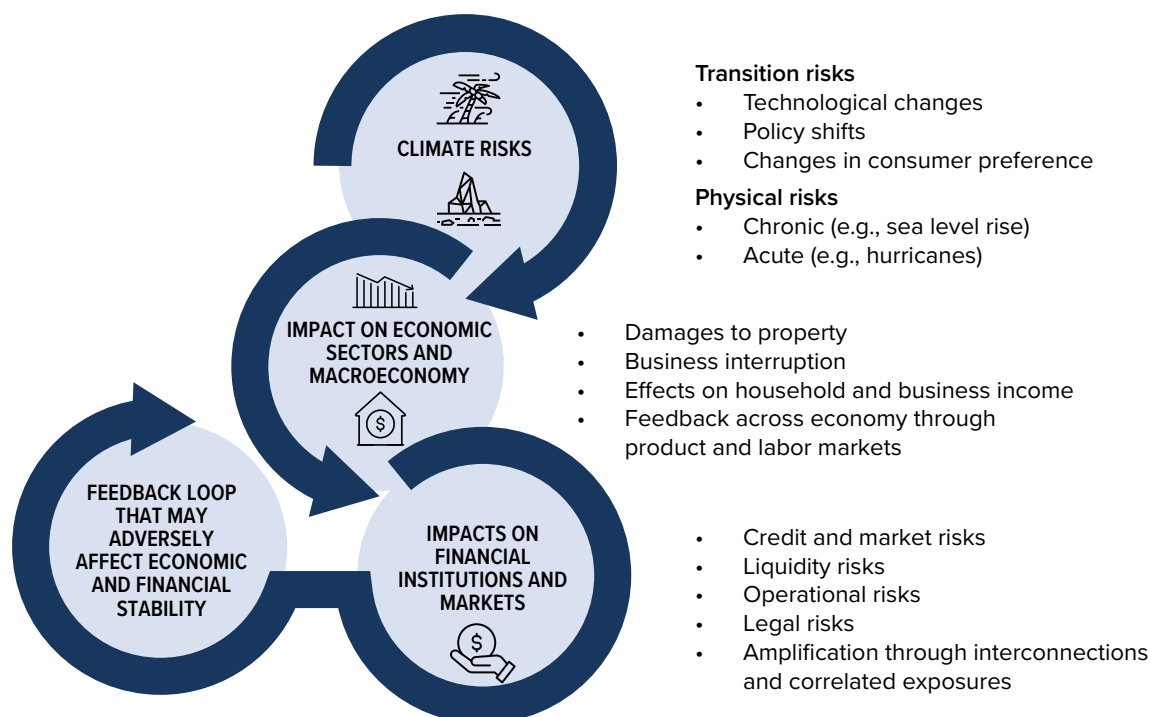 CLIMATE RISKS
Transition risks
• Technological changes
• Policy shifts
• Changes in consumer preference
Physical risks
• Chronic (e.g., sea level rise)
• Acute (e.g., hurricanes)
IMPACT ON ECONOMIC
SECTORS AND
MACROECONOMY
$
• Damages to property
• Business interruption
• Effects on household and business income
• Feedback across economy through
product and labor markets
IMPACTS ON
FINANCIAL
INSTITUTIONS AND
MARKETS
$
• Credit and market risks
• Liquidity risks
• Operational risks
• Legal risks
• Amplification through interconnections
and correlated exposures
FEEDBACK LOOP
THAT MAY
ADVERSELY
AFFECT ECONOMIC
AND FINANCIAL
STABILITY